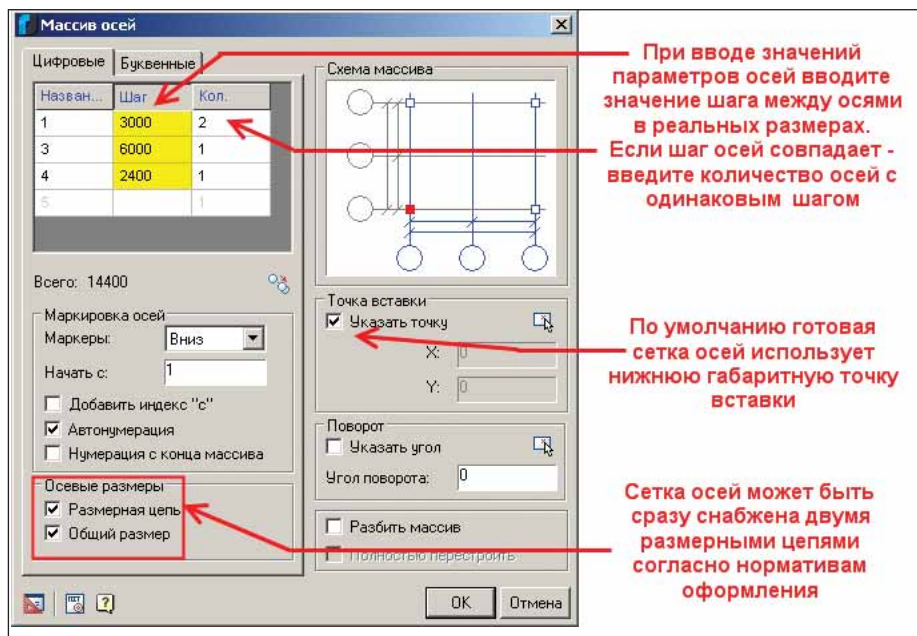 Массив осей
Цифровые
Буквенные
Назван...
Шаг
Кол.
1
3000
2
3
6000
1
4
2400
1
5
1
Всего: 14400
Маркировка осей
Маркеры:
Вниз
Начать с:
1
Добавить индекс "с"
Автонумерация
Нумерация с конца массива
Осевые размеры
Размерная цепь
Общий размер
Схема массива
Точка вставки
Указать точку
X:
0
Y:
0
Поворот
Указать угол
Угол поворота:
0
Разбить массив
Полностью перестроить
OK
Отмена
При вводе значений
параметров осей вводите
значение шага между осями
в реальных размерах.
Если шаг осей совпадает -
введите количество осей с
одинаковым шагом
По умолчанию готовая
сетка осей использует
нижнюю габаритную точку
вставки
Сетка осей может быть
сразу снабжена двумя
размерными цепями
согласно нормативам
оформления